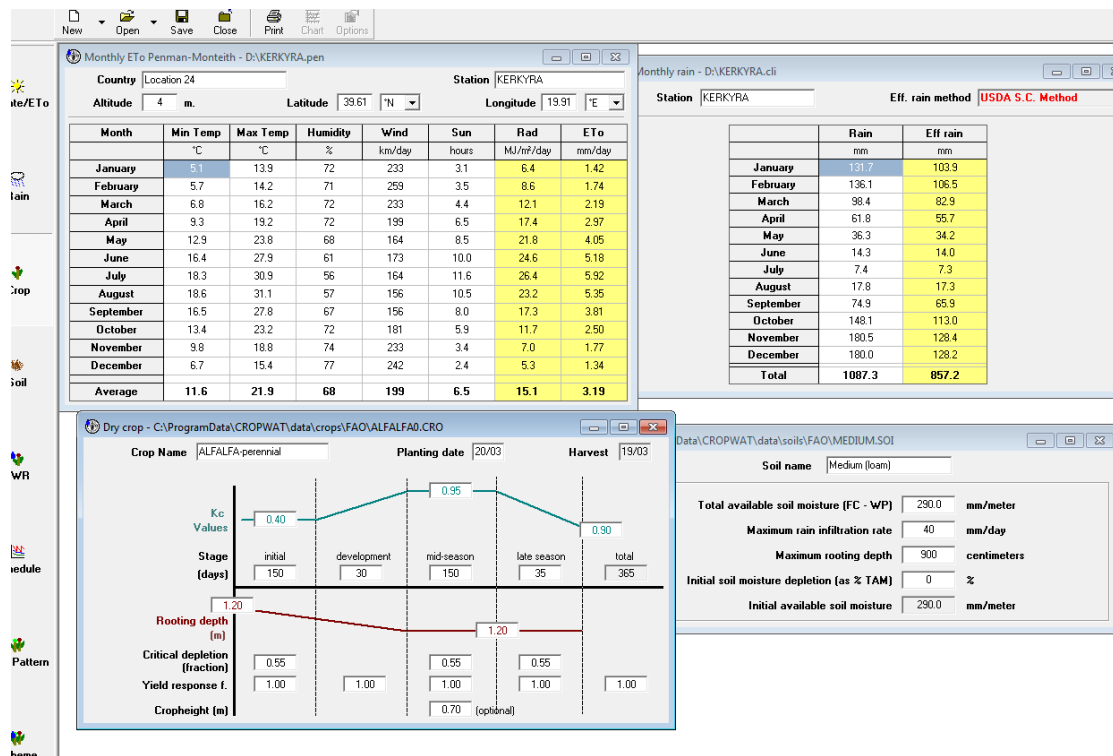 New Open Save Close Print Chart Options
Monthly ETo Penman-Monteith - D:\KERKYRA.pen
Country Location 24 Station KERKYRA
Altitude 4 m. Latitude 39.61 °N Longitude 19.91 °E
Month Min Temp Max Temp Humidity Wind Sun Rad ETo
°C °C % km/day hours MJ/m²/day mm/day
January 5.1 13.9 72 233 3.1 6.4 1.42
February 5.7 14.2 71 259 3.5 8.6 1.74
March 6.8 16.2 72 233 4.4 12.1 2.19
April 9.3 19.2 72 199 6.5 17.4 2.97
May 12.9 23.8 68 164 8.5 21.8 4.05
June 16.4 27.9 61 173 10.0 24.6 5.18
July 18.3 30.9 56 164 11.6 26.4 5.92
August 18.6 31.1 57 156 10.5 23.2 5.35
September 16.5 27.8 67 156 8.0 17.3 3.81
October 13.4 23.2 72 181 5.9 11.7 2.50
November 9.8 18.8 74 233 3.4 7.0 1.77
December 6.7 15.4 77 242 2.4 5.3 1.34
Average 11.6 21.9 68 199 6.5 15.1 3.19
Monthly rain - D:\KERKYRA.cli
Station KERKYRA Eff. rain method USDA S.C. Method
Rain Eff rain
mm mm
January 131.7 103.9
February 136.1 106.5
March 98.4 82.9
April 61.8 55.7
May 36.3 34.2
June 14.3 14.0
July 7.4 7.3
August 17.8 17.3
September 74.9 65.9
October 148.1 113.0
November 180.5 128.4
December 180.0 128.2
Total 1087.3 857.2
ate/ETo
Rain
Crop
Soil
WR
hedule
Pattern
Dry crop - C:\ProgramData\CROPWAT\data\crops\FAO\ALFALFA0.CRO
Crop Name ALFALFA-perennial Planting date 20/03 Harvest 19/03
Kc Values 0.40 0.95 0.90
Stage initial development mid-season late season total
(days) 150 30 150 35 365
Rooting depth (m) 1.20 1.20
Critical depletion (fraction) 0.55 0.55 0.55
Yield response f. 1.00 1.00 1.00 1.00 1.00
Cropheight (m) 0.70 (optional)
Data\CROPWAT\data\soils\FAO\MEDIUM.SOI
Soil name Medium (loam)
Total available soil moisture (FC - WP) 290.0 mm/meter
Maximum rain infiltration rate 40 mm/day
Maximum rooting depth 900 centimeters
Initial soil moisture depletion (as % TAM) 0 %
Initial available soil moisture 290.0 mm/meter